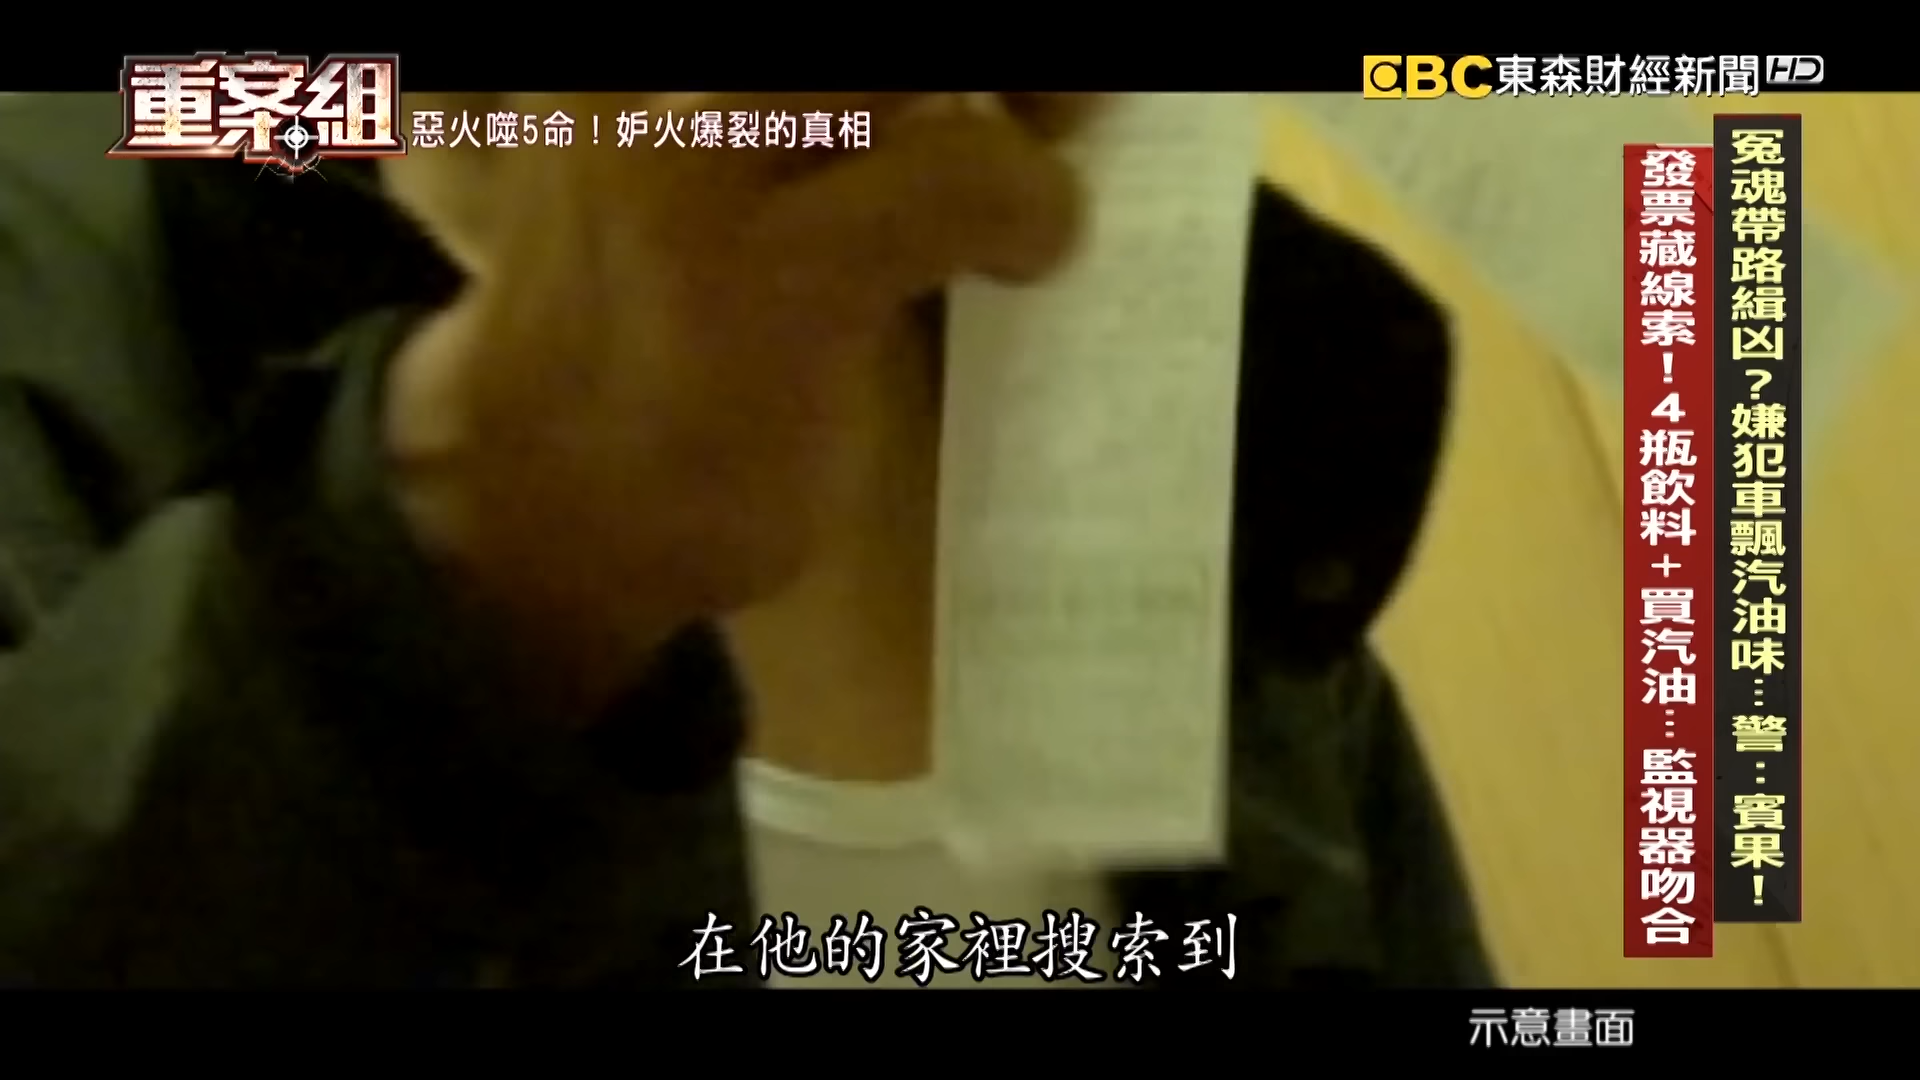 重案組
惡火噬5命！妒火爆裂的真相
EBC東森財經新聞HD
冤魂帶路緝凶？嫌犯車飄汽油味…警…賓果！
發票藏線索！4瓶飲料+買汽油…監視器吻合
在他的家裡搜索到
示意畫面